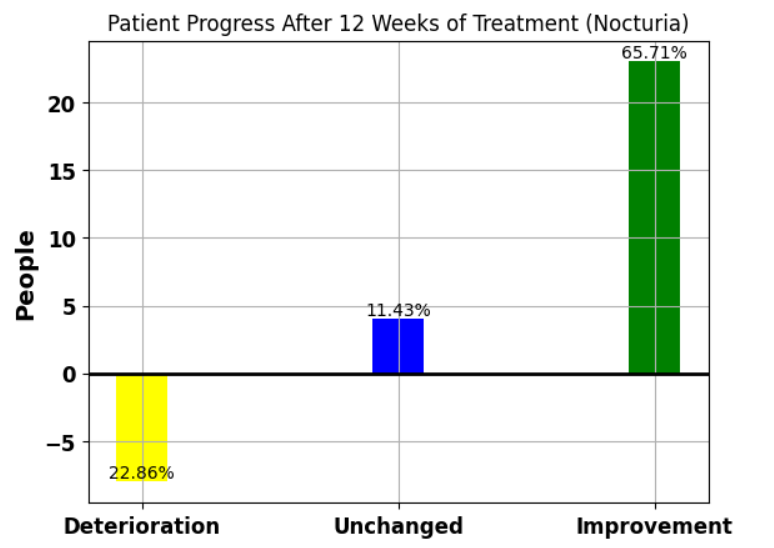 Patient Progress After 12 Weeks of Treatment (Nocturia)
65.71%
20
15
10
People
5
11.43%
0
−5
22.86%
Deterioration
Unchanged
Improvement